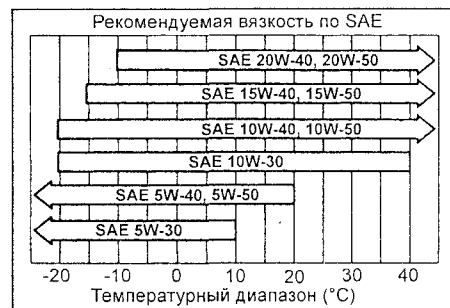 Рекомендуемая вязкость по SAE
SAE 20W-40, 20W-50
SAE 15W-40, 15W-50
SAE 10W-40, 10W-50
SAE 10W-30
SAE 5W-40, 5W-50
SAE 5W-30
-20 -10 0 10 20 30 40
Температурный диапазон (°C)